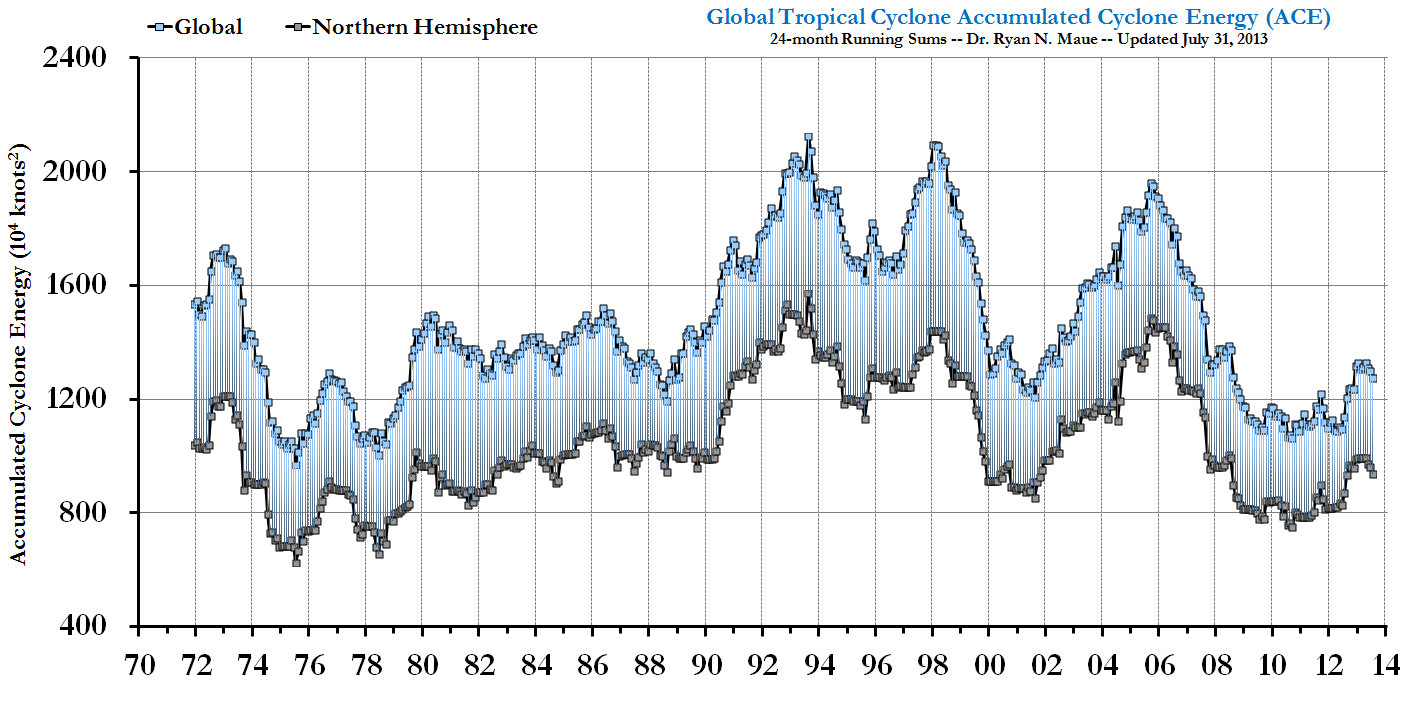 Global Northern Hemisphere
Global Tropical Cyclone Accumulated Cyclone Energy (ACE)
24-month Running Sums -- Dr. Ryan N. Maue -- Updated July 31, 2013
Accumulated Cyclone Energy (10⁴ knots²)
2400
2000
1600
1200
800
400
70 72 74 76 78 80 82 84 86 88 90 92 94 96 98 00 02 04 06 08 10 12 14